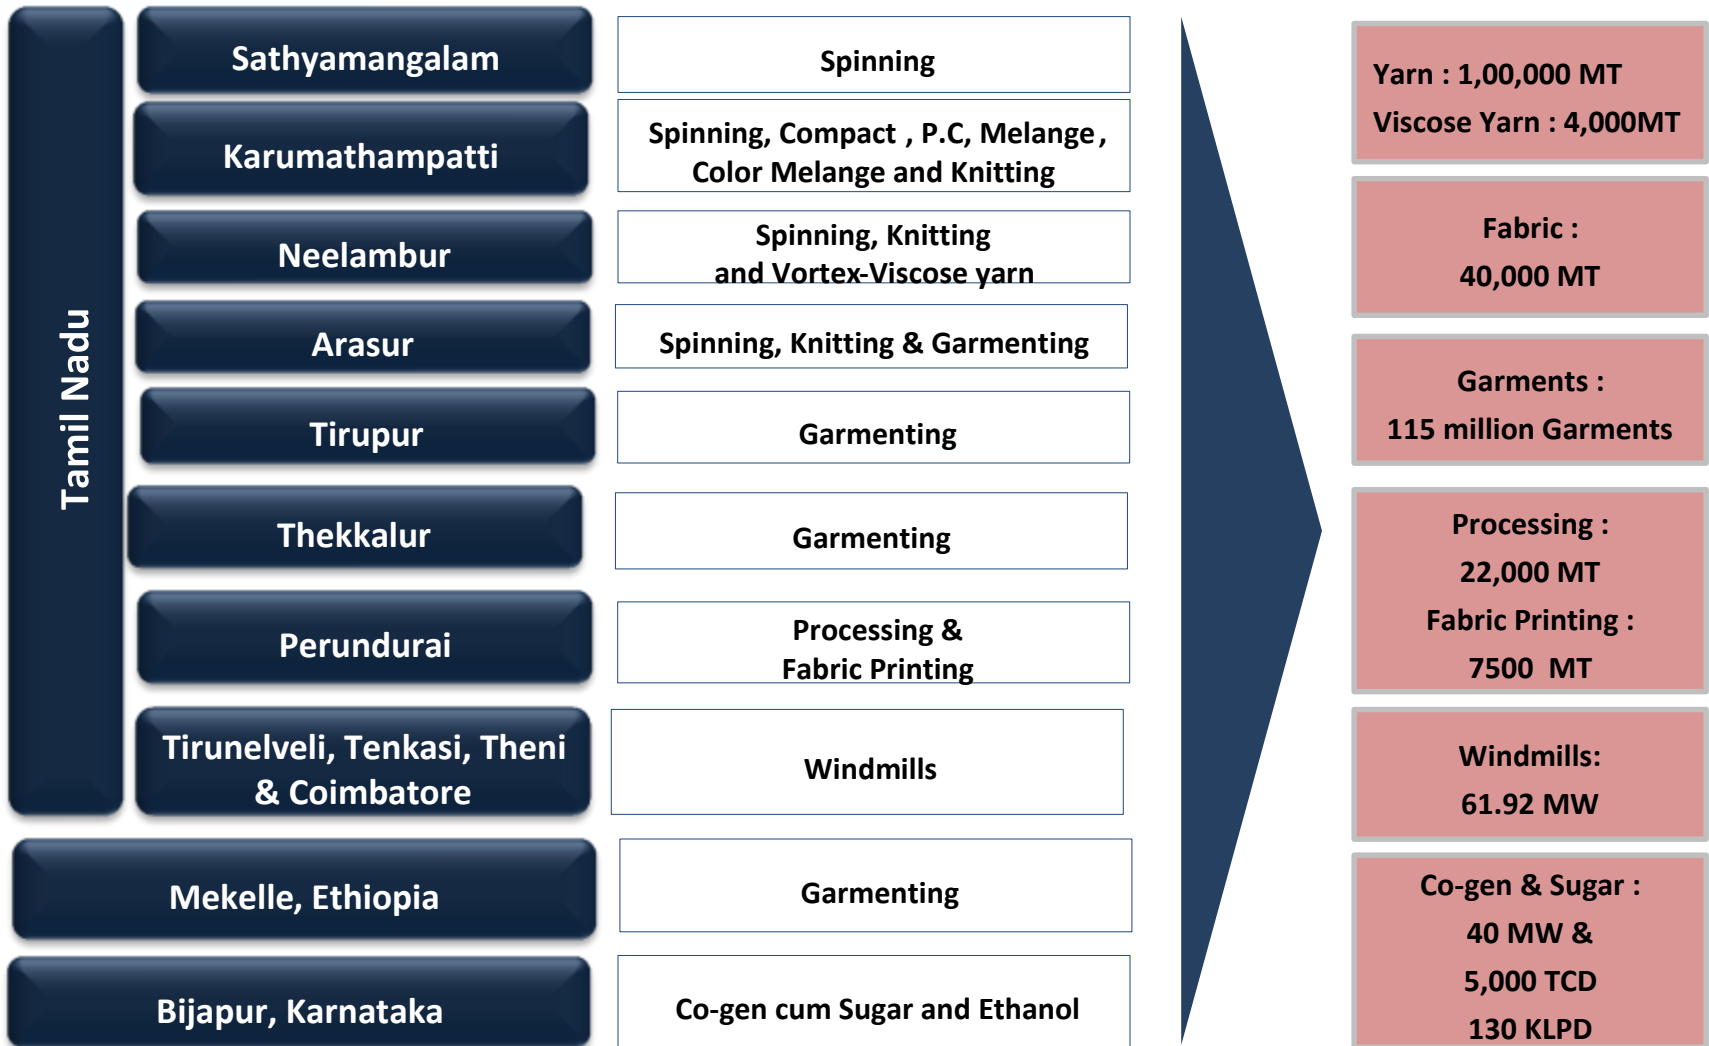 Tamil Nadu
Sathyamangalam
Spinning
Karumathampatti
Spinning, Compact , P.C, Melange ,
Color Melange and Knitting
Neelambur
Spinning, Knitting
and Vortex-Viscose yarn
Arasur
Spinning, Knitting & Garmenting
Tirupur
Garmenting
Thekkalur
Garmenting
Perundurai
Processing &
Fabric Printing
Tirunelveli, Tenkasi, Theni
& Coimbatore
Windmills
Mekelle, Ethiopia
Garmenting
Bijapur, Karnataka
Co-gen cum Sugar and Ethanol
Yarn : 1,00,000 MT
Viscose Yarn : 4,000MT
Fabric :
40,000 MT
Garments :
115 million Garments
Processing :
22,000 MT
Fabric Printing :
7500 MT
Windmills:
61.92 MW
Co-gen & Sugar :
40 MW &
5,000 TCD
130 KLPD